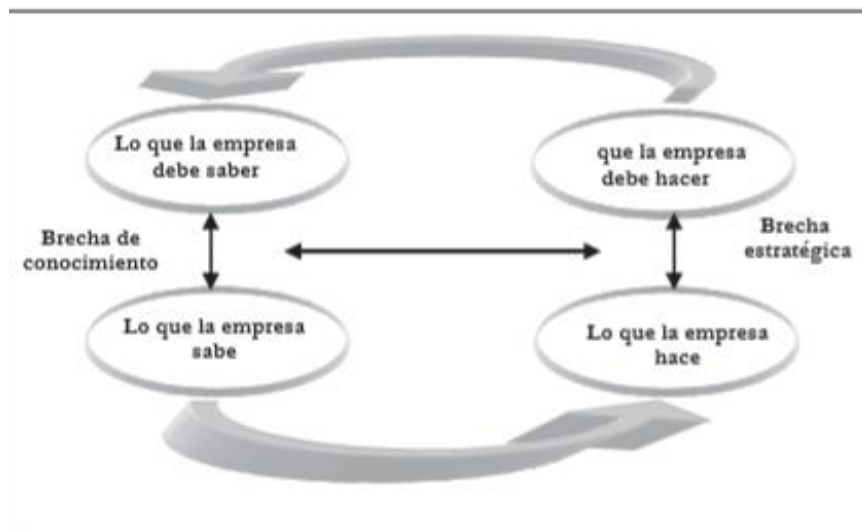 Lo que la empresa
debe saber
que la empresa
debe hacer
Brecha de
conocimiento
Brecha
estratégica
Lo que la empresa
sabe
Lo que la empresa
hace